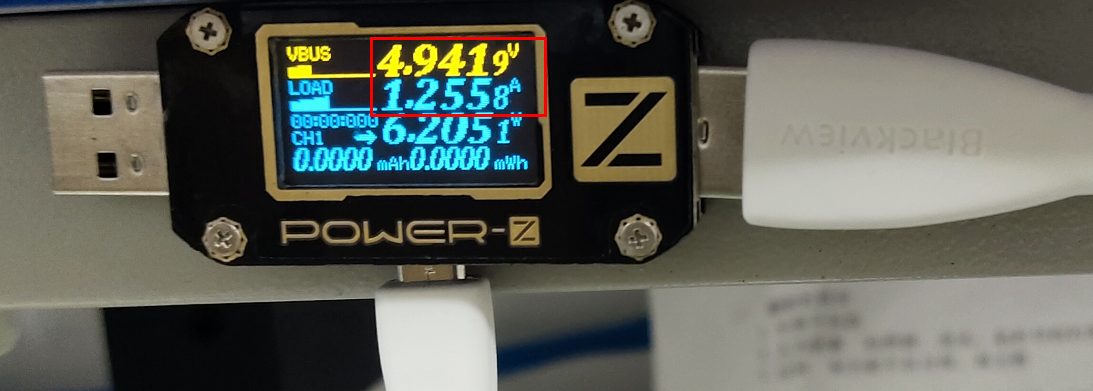 VBUS 4.9419V
LOAD 1.2558A
00:00:000
CH1 → 6.2051W
0.0000 mAh 0.0000 mWh
Z
POWER-Z
Blackview